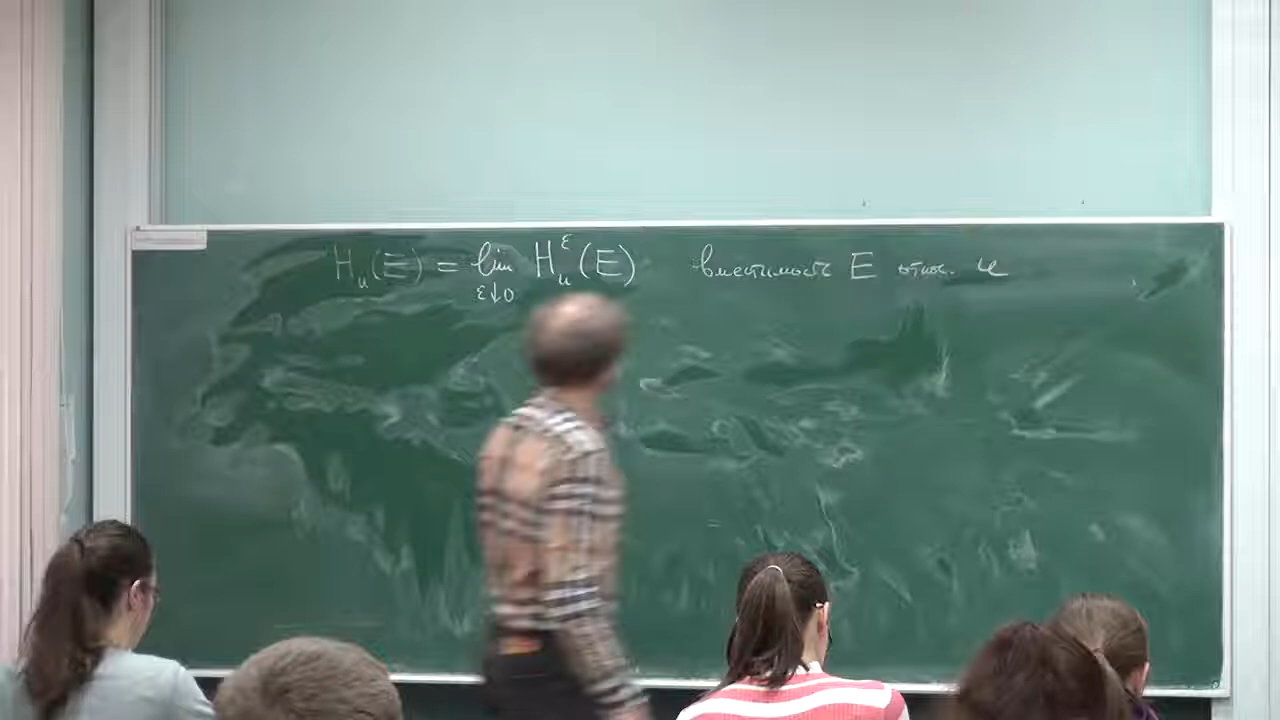 H_u(E) = lim_{ε↓0} H_u^ε(E) вместимость E относ. u